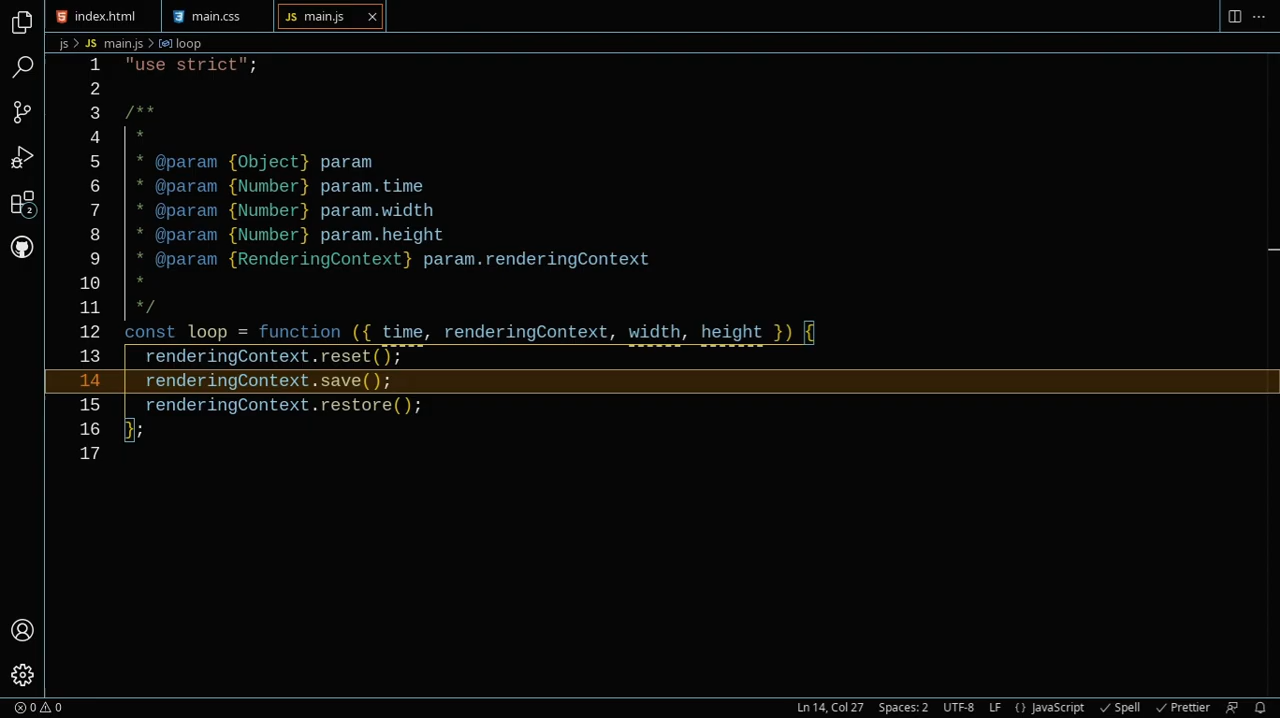 index.html
main.css
JS main.js
js > JS main.js > loop
1 "use strict";
2
3 /**
4  *
5  * @param {Object} param
6  * @param {Number} param.time
7  * @param {Number} param.width
8  * @param {Number} param.height
9  * @param {RenderingContext} param.renderingContext
10  *
11  */
12 const loop = function ({ time, renderingContext, width, height }) {
13   renderingContext.reset();
14   renderingContext.save();
15   renderingContext.restore();
16 };
17
2
0 0 Ln 14, Col 27 Spaces: 2 UTF-8 LF {} JavaScript ✓ Spell ✓ Prettier